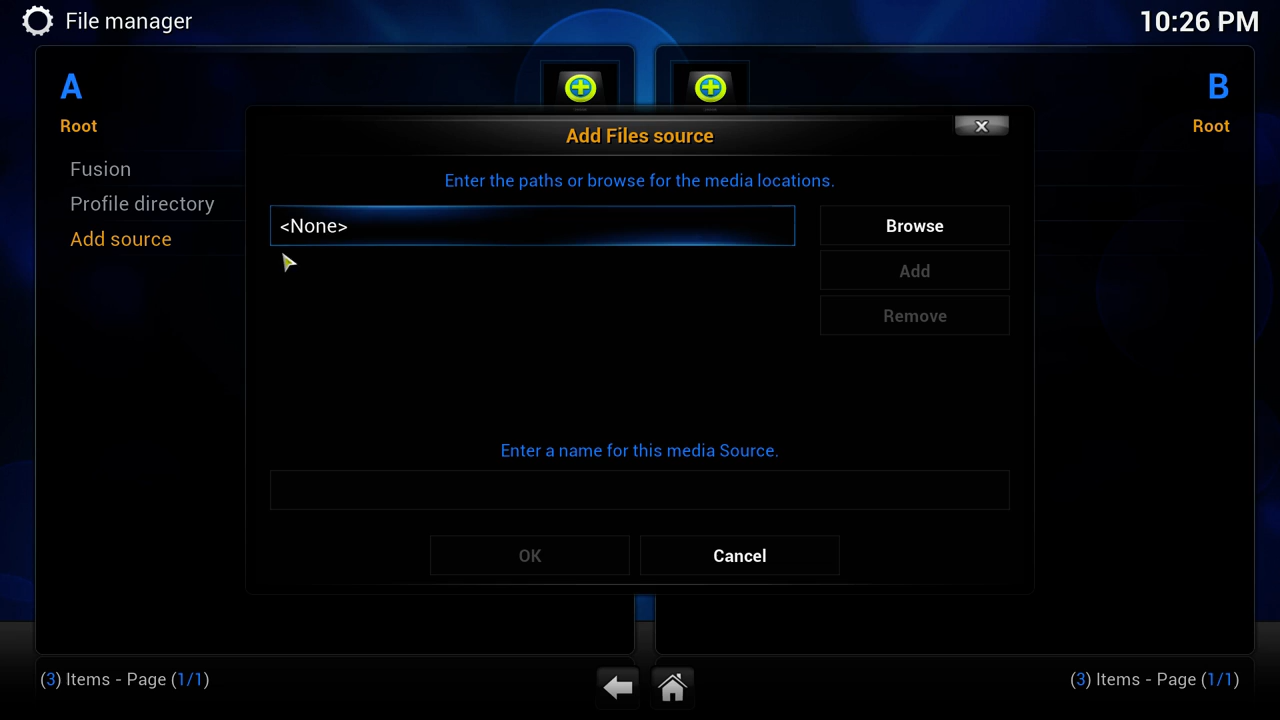 File manager
10:26 PM
A
B
Root
Root
Fusion
Profile directory
Add source
Add Files source
Enter the paths or browse for the media locations.
<None>
Browse
Add
Remove
Enter a name for this media Source.
OK
Cancel
(3) Items - Page (1/1)
(3) Items - Page (1/1)